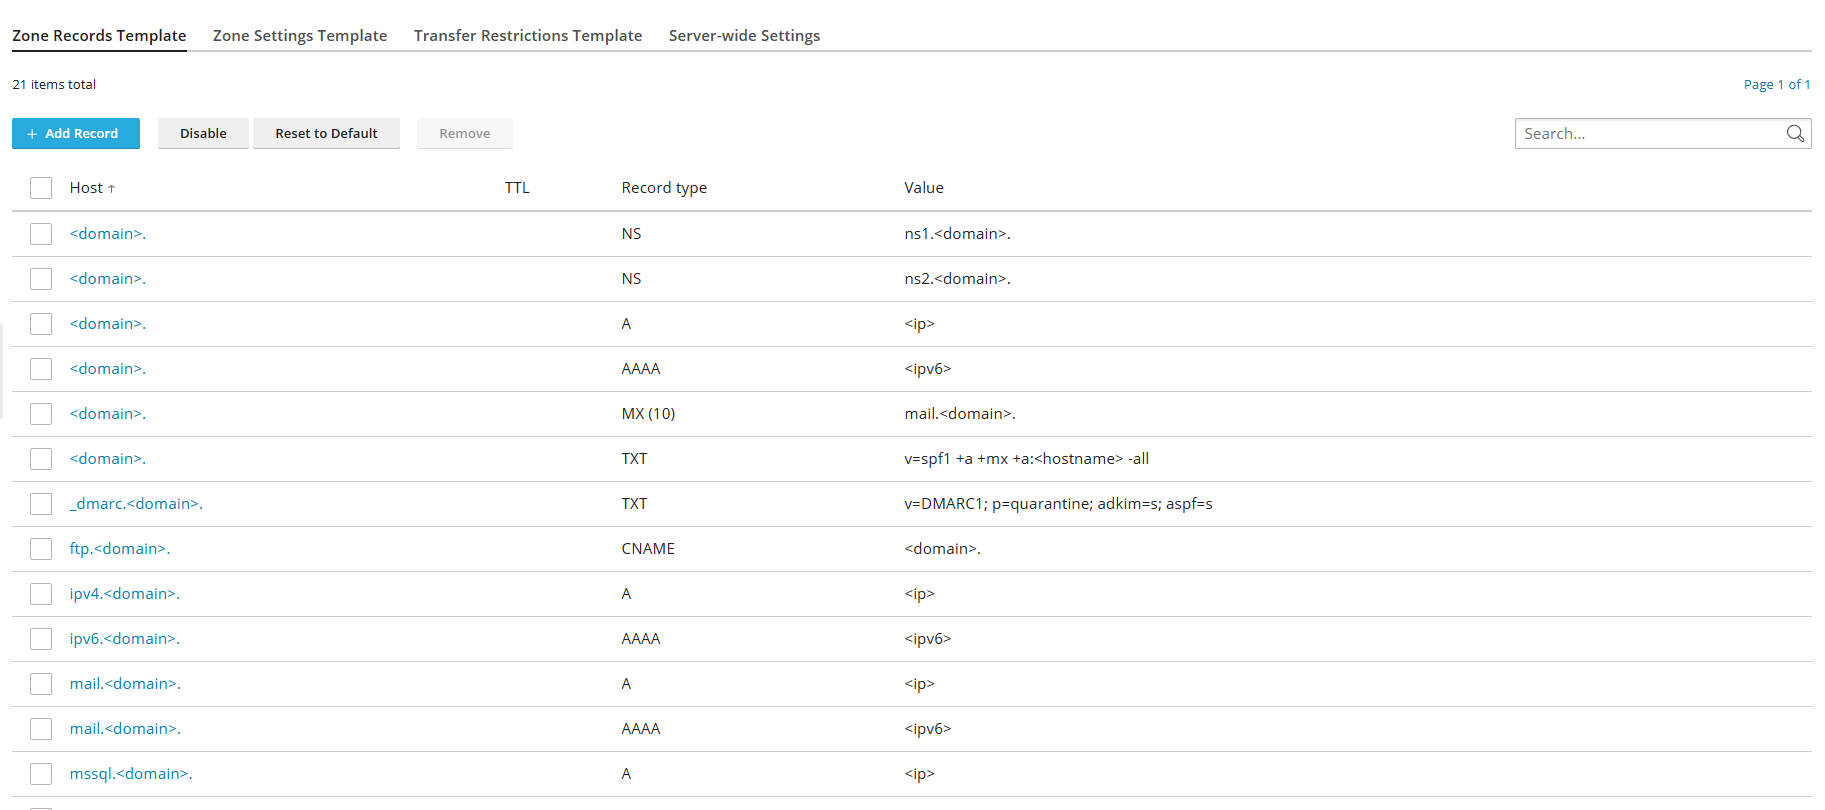 Zone Records Template Zone Settings Template Transfer Restrictions Template Server-wide Settings
21 items total Page 1 of 1
+ Add Record Disable Reset to Default Remove Search...
Host ↑ TTL Record type Value
<domain>. NS ns1.<domain>.
<domain>. NS ns2.<domain>.
<domain>. A <ip>
<domain>. AAAA <ipv6>
<domain>. MX (10) mail.<domain>.
<domain>. TXT v=spf1 +a +mx +a:<hostname> -all
_dmarc.<domain>. TXT v=DMARC1; p=quarantine; adkim=s; aspf=s
ftp.<domain>. CNAME <domain>.
ipv4.<domain>. A <ip>
ipv6.<domain>. AAAA <ipv6>
mail.<domain>. A <ip>
mail.<domain>. AAAA <ipv6>
mssql.<domain>. A <ip>